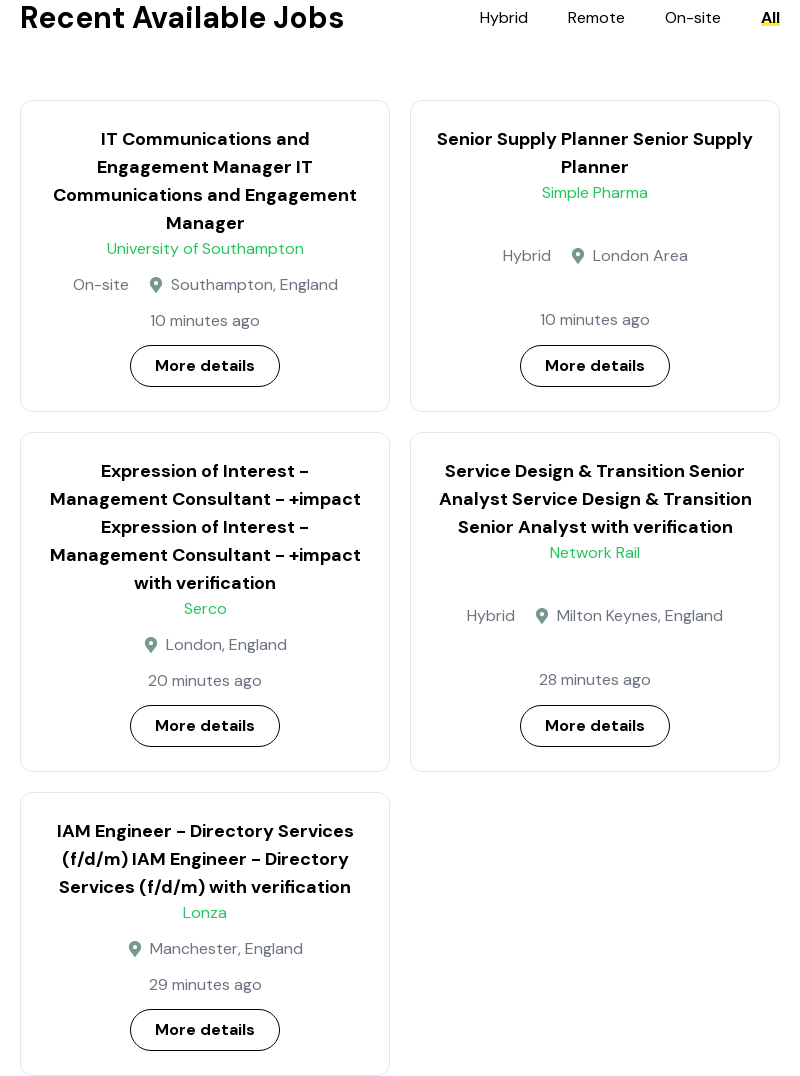 Recent Available Jobs
Hybrid Remote On-site All
IT Communications and
Engagement Manager IT
Communications and Engagement
Manager
University of Southampton
On-site Southampton, England
10 minutes ago
More details
Senior Supply Planner Senior Supply
Planner
Simple Pharma
Hybrid London Area
10 minutes ago
More details
Expression of Interest -
Management Consultant - +impact
Expression of Interest -
Management Consultant - +impact
with verification
Serco
London, England
20 minutes ago
More details
Service Design & Transition Senior
Analyst Service Design & Transition
Senior Analyst with verification
Network Rail
Hybrid Milton Keynes, England
28 minutes ago
More details
IAM Engineer - Directory Services
(f/d/m) IAM Engineer - Directory
Services (f/d/m) with verification
Lonza
Manchester, England
29 minutes ago
More details